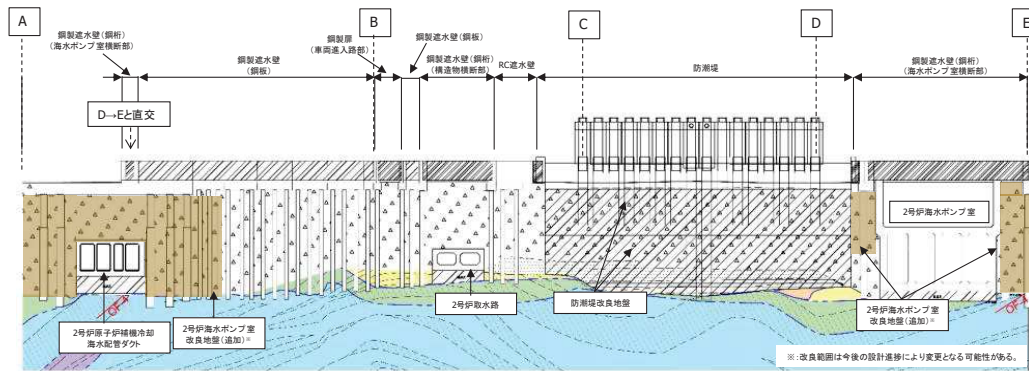 A
B
C
D
E
鋼製遮水壁(鋼桁)
(海水ポンプ室横断部)
鋼製遮水壁(鋼板)
鋼製扉
(車両進入路部)
鋼製遮水壁(鋼板)
鋼製遮水壁(鋼桁)
(構造物横断部)
RC遮水壁
防潮堤
鋼製遮水壁(鋼桁)
(海水ポンプ室横断部)
D→Eと直交
2号炉海水ポンプ室
2号炉原子炉補機冷却
海水配管ダクト
2号炉海水ポンプ室
改良地盤(追加)※
2号炉取水路
防潮堤改良地盤
2号炉海水ポンプ室
改良地盤(追加)※
※:改良範囲は今後の設計進捗により変更となる可能性がある。